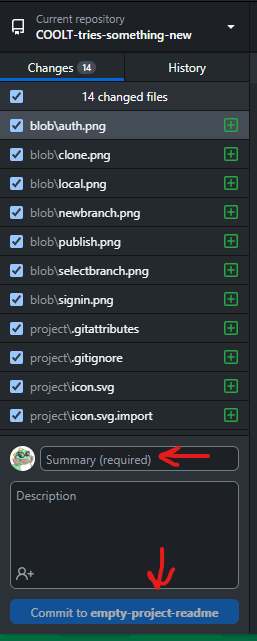 Current repository
COOLT-tries-something-new
Changes 14
History
14 changed files
blob\auth.png
blob\clone.png
blob\local.png
blob\newbranch.png
blob\publish.png
blob\selectbranch.png
blob\signin.png
project\.gitattributes
project\.gitignore
project\icon.svg
project\icon.svg.import
Summary (required)
Description
Commit to empty-project-readme